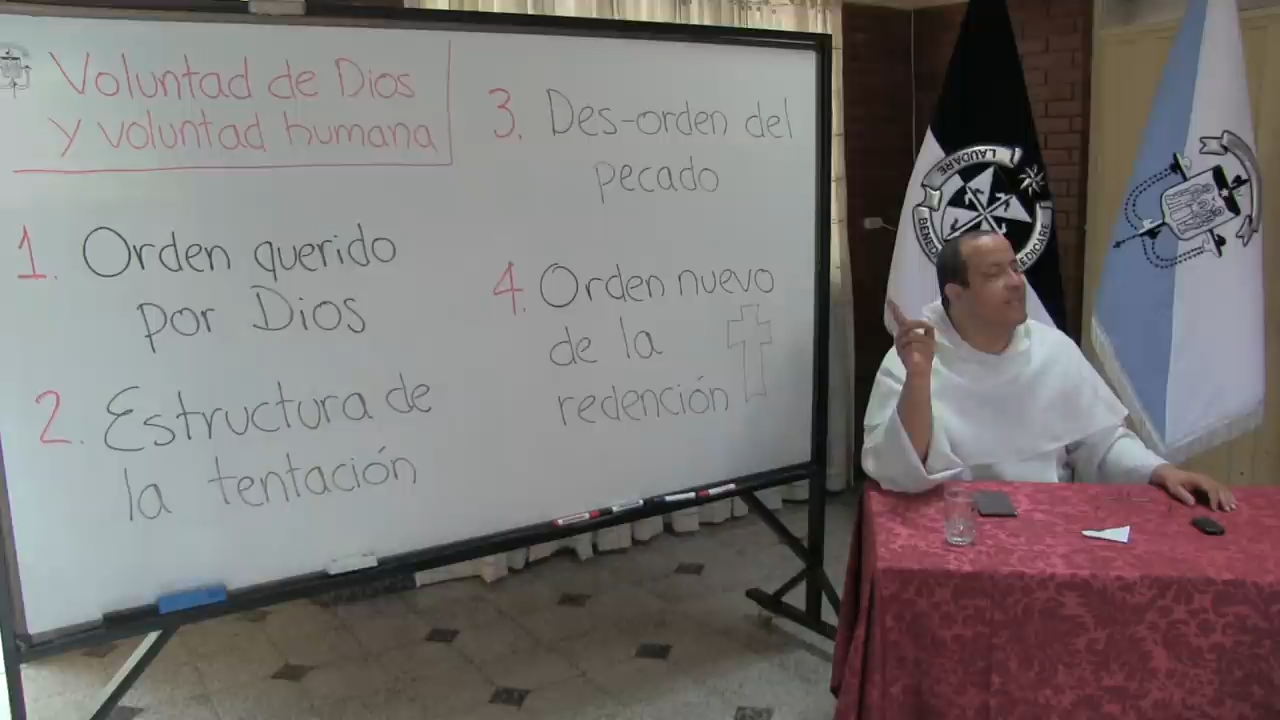 Voluntad de Dios
y voluntad humana
1. Orden querido
por Dios
2. Estructura de
la tentación
3. Des-orden del
pecado
4. Orden nuevo
de la
redención
LAUDARE